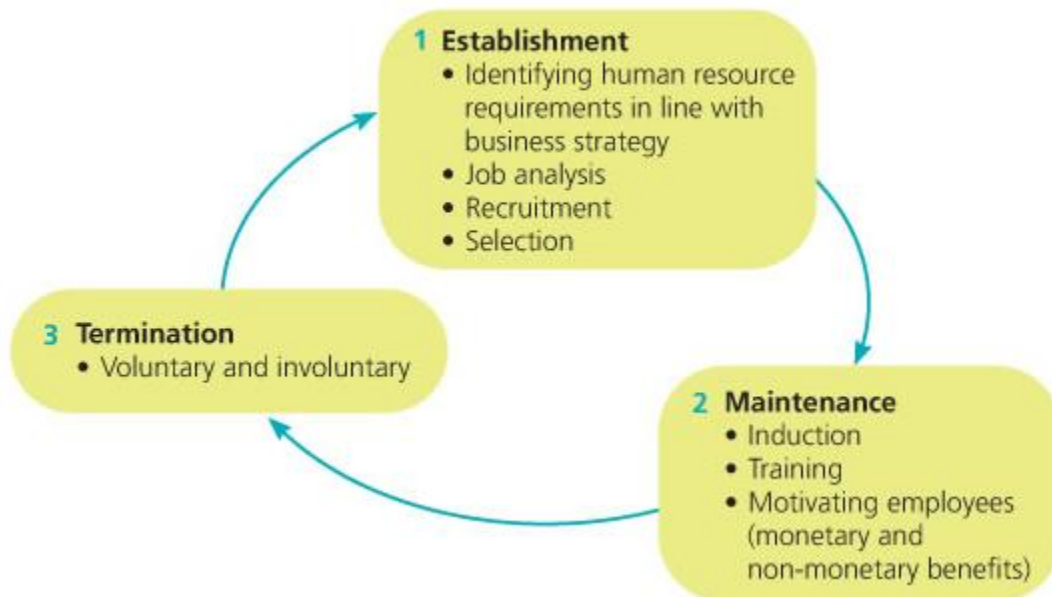 1 Establishment
• Identifying human resource
requirements in line with
business strategy
• Job analysis
• Recruitment
• Selection
3 Termination
• Voluntary and involuntary
2 Maintenance
• Induction
• Training
• Motivating employees
(monetary and
non-monetary benefits)